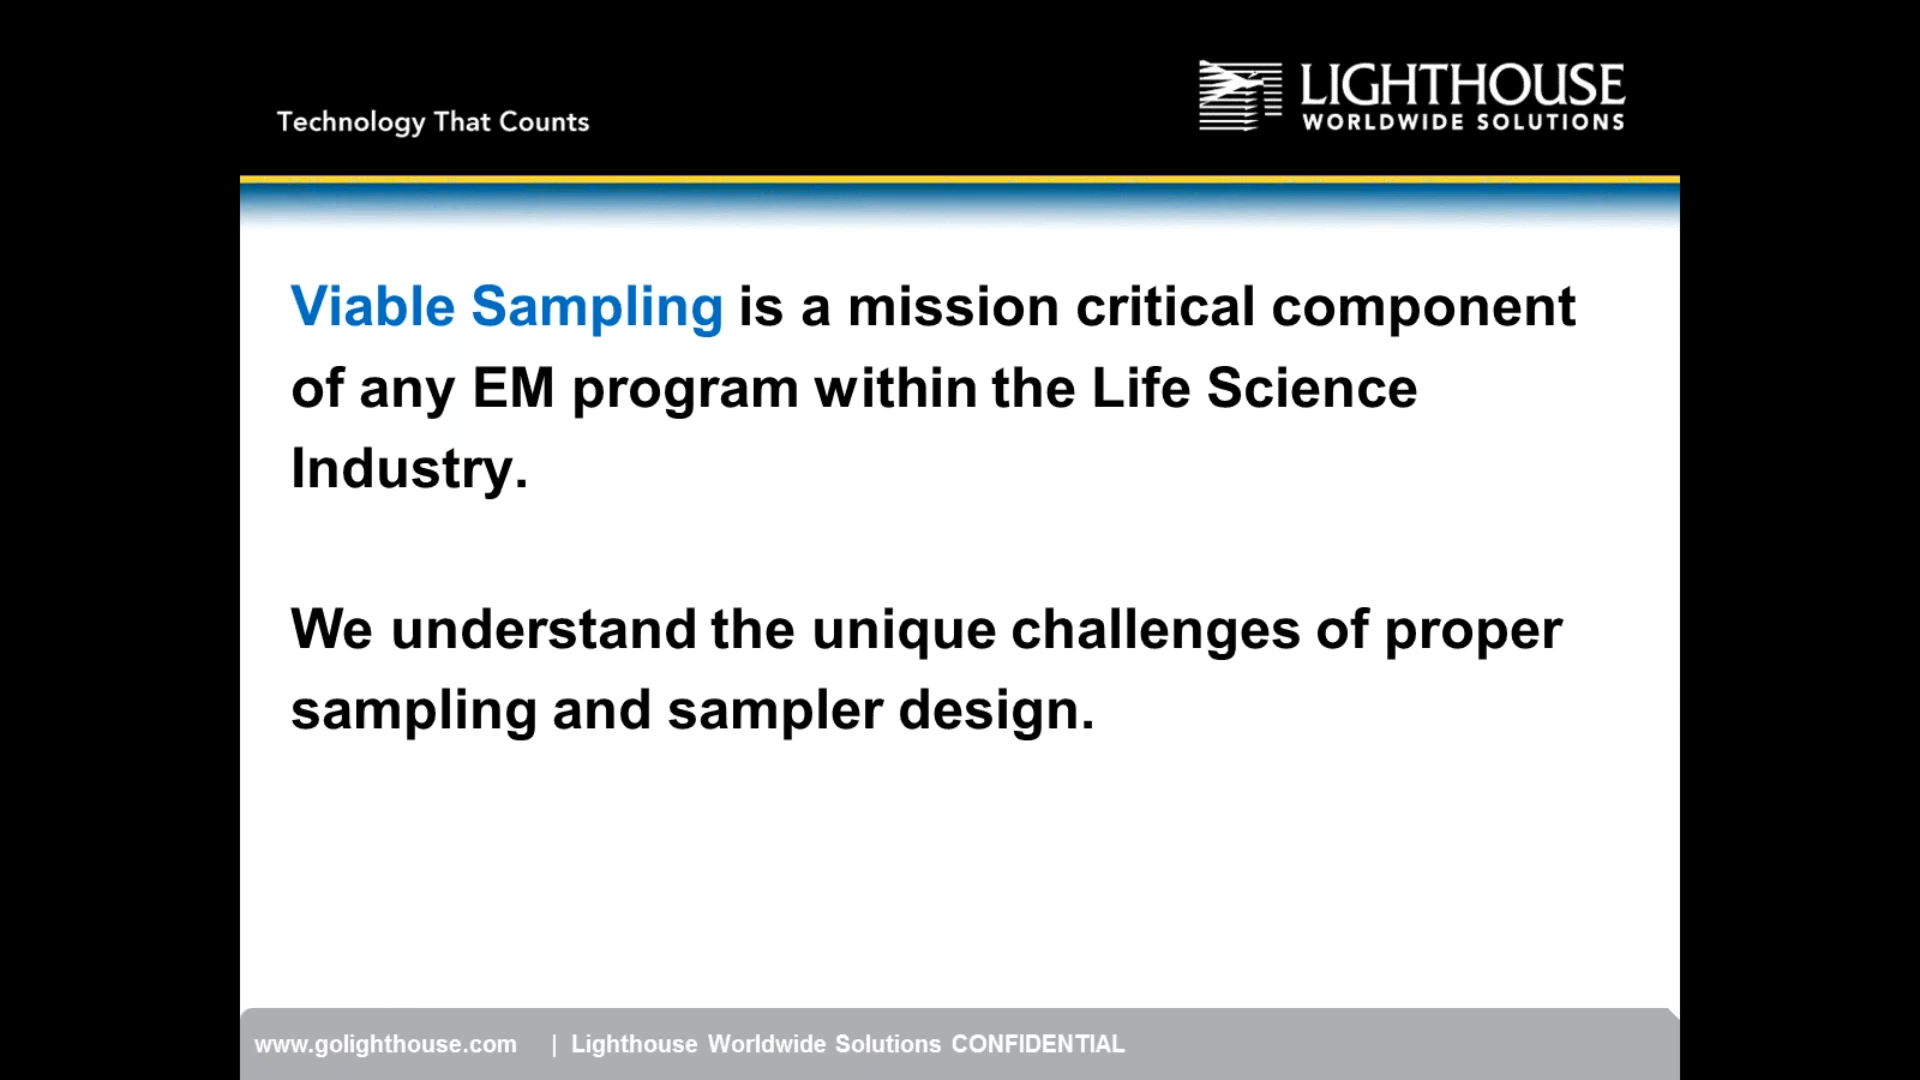 Technology That Counts
LIGHTHOUSE
WORLDWIDE SOLUTIONS
Viable Sampling is a mission critical component
of any EM program within the Life Science
Industry.
We understand the unique challenges of proper
sampling and sampler design.
www.golighthouse.com | Lighthouse Worldwide Solutions CONFIDENTIAL